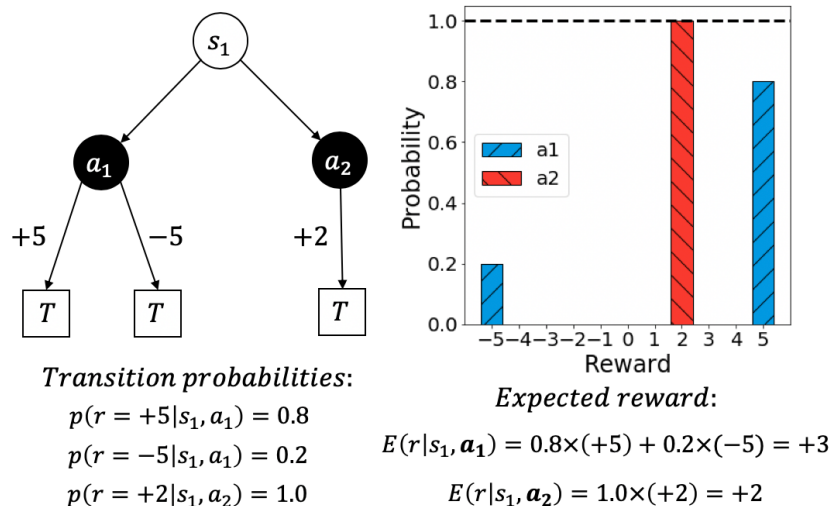 s₁
a₁
a₂
+5
−5
+2
T
T
T
Transition probabilities:
p(r = +5|s₁, a₁) = 0.8
p(r = −5|s₁, a₁) = 0.2
p(r = +2|s₁, a₂) = 1.0
Probability
1.0
0.8
0.6
0.4
0.2
0.0
a1
a2
−5 −4 −3 −2 −1 0 1 2 3 4 5
Reward
Expected reward:
E(r|s₁, a₁) = 0.8×(+5) + 0.2×(−5) = +3
E(r|s₁, a₂) = 1.0×(+2) = +2